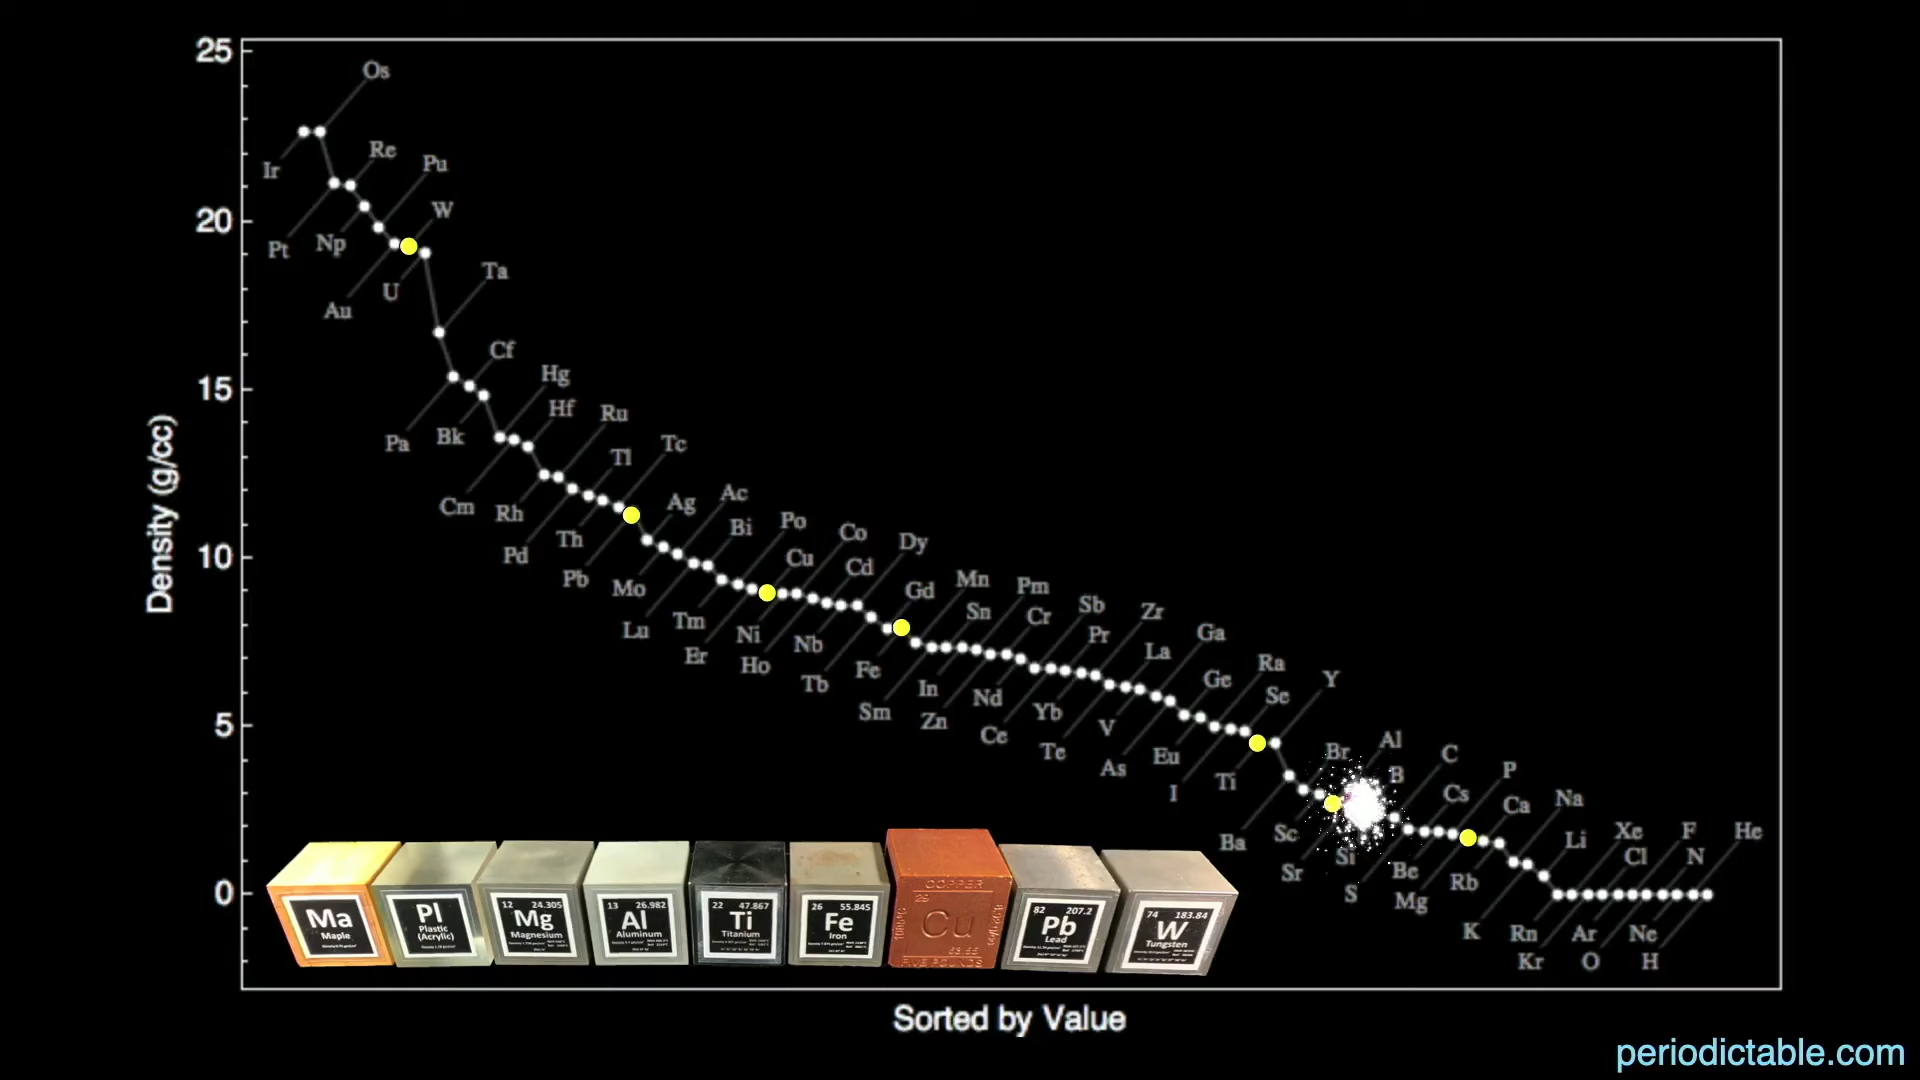 25
Os
Re
Ir
Pu
W
20
Pt
Np
Ta
U
Au
Cf
Hg
15
Hf
Ru
Pa
Bk
Tl
Tc
Ac
Ag
Cm
Rh
Bi
Po
Co
Dy
10
Pd
Th
Cu
Cd
Pb
Mo
Gd
Mn
Pm
Sn
Cr
Sb
Zr
Lu
Tm
Ni
Nb
Pr
Ga
Er
Ho
La
Ra
Tb
Fe
Ge
Se
Y
In
Nd
Sm
Zn
Yb
V
5
Ce
Te
Eu
As
Ti
Br
Al
C
B
P
I
Cs
Ca
Na
Ba
Sc
Li
Xe
F
He
Si
Cl
N
Sr
Be
Rb
S
Mg
0
K
Rn
Ar
Ne
Kr
O
H
Density (g/cc)
Ma
Maple
Pl
Plastic
(Acrylic)
12 24.305
Mg
Magnesium
13 26.982
Al
Aluminum
22 47.867
Ti
Titanium
26 55.845
Fe
Iron
COPPER
29
Cu
63.55
FIVE POUNDS
82 207.2
Pb
Lead
74 183.84
W
Tungsten
Sorted by Value
periodictable.com